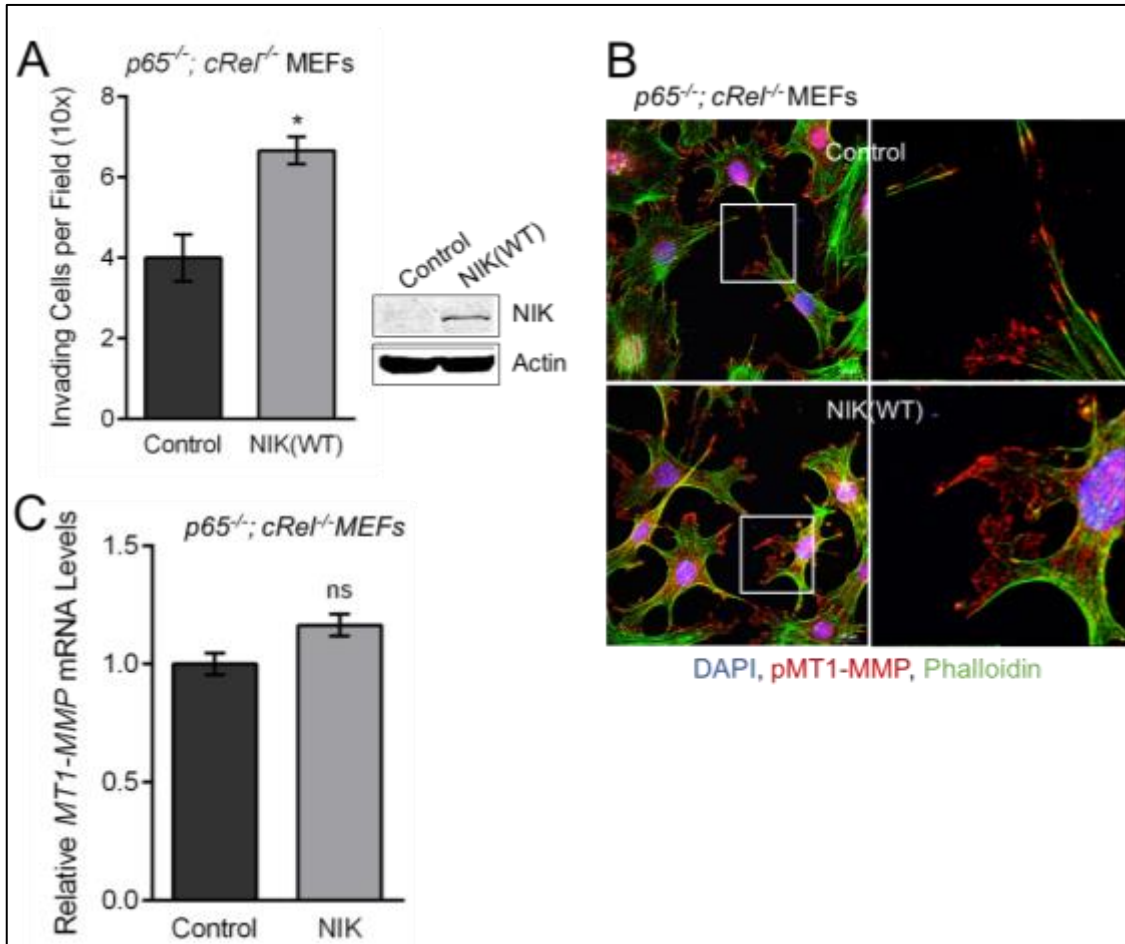 A
p65-/-; cRel-/- MEFs
Invading Cells per Field (10x)
8
6
4
2
0
*
Control
NIK(WT)
Control
NIK(WT)
NIK
Actin
B
p65-/-; cRel-/- MEFs
Control
NIK(WT)
DAPI, pMT1-MMP, Phalloidin
C
p65-/-; cRel-/-MEFs
Relative MT1-MMP mRNA Levels
1.5
1.0
0.5
0.0
ns
Control
NIK